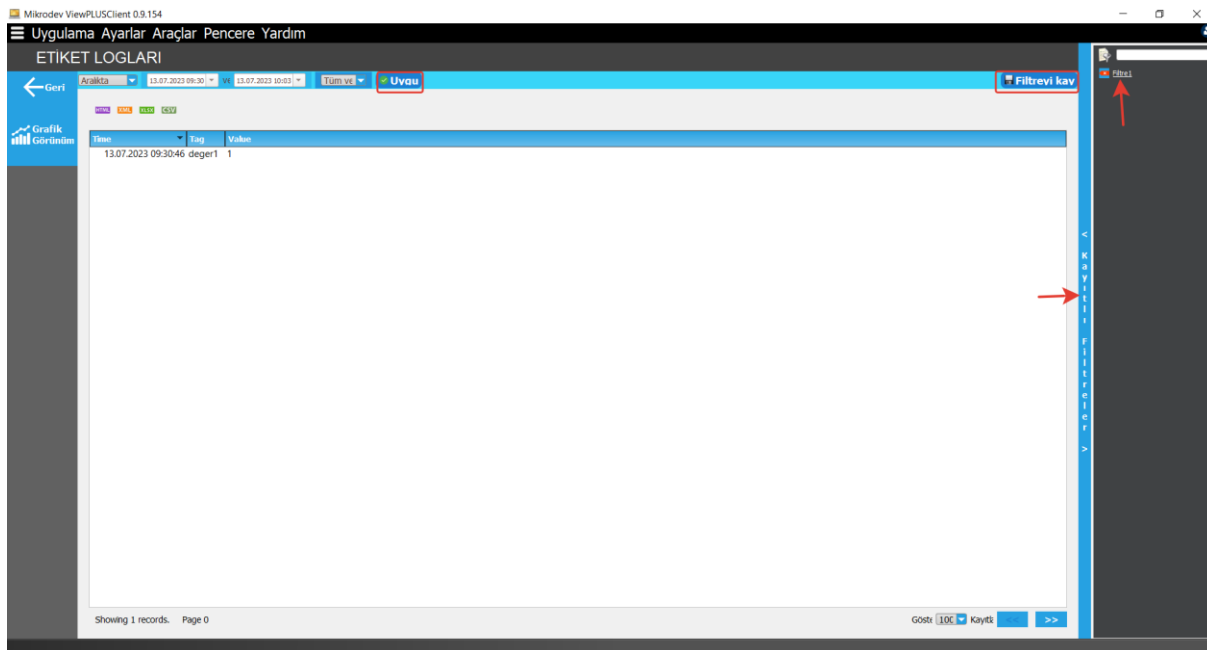 Mikrodev ViewPLUSClient 0.9.154
Uygulama Ayarlar Araçlar Pencere Yardım
ETİKET LOGLARI
Geri
Aralıkta 13.07.2023 09:30 VE 13.07.2023 10:03 Tüm ve Uygu Filtreyi kay
Filtre1
HTML XML XLSX CSV
Grafik
Görünüm
Time Tag Value
13.07.2023 09:30:46 deger1 1
< Kayıtlı Filtreler >
Showing 1 records. Page 0
Göste 100 Kayıtlı << >>